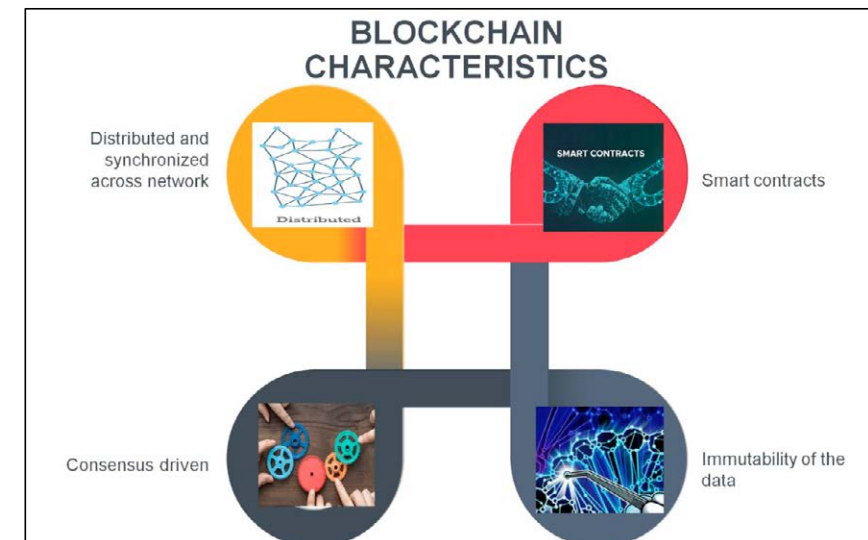 BLOCKCHAIN
CHARACTERISTICS
Distributed and
synchronized
across network
Distributed
SMART CONTRACTS
Smart contracts
Consensus driven
Immutability of the
data